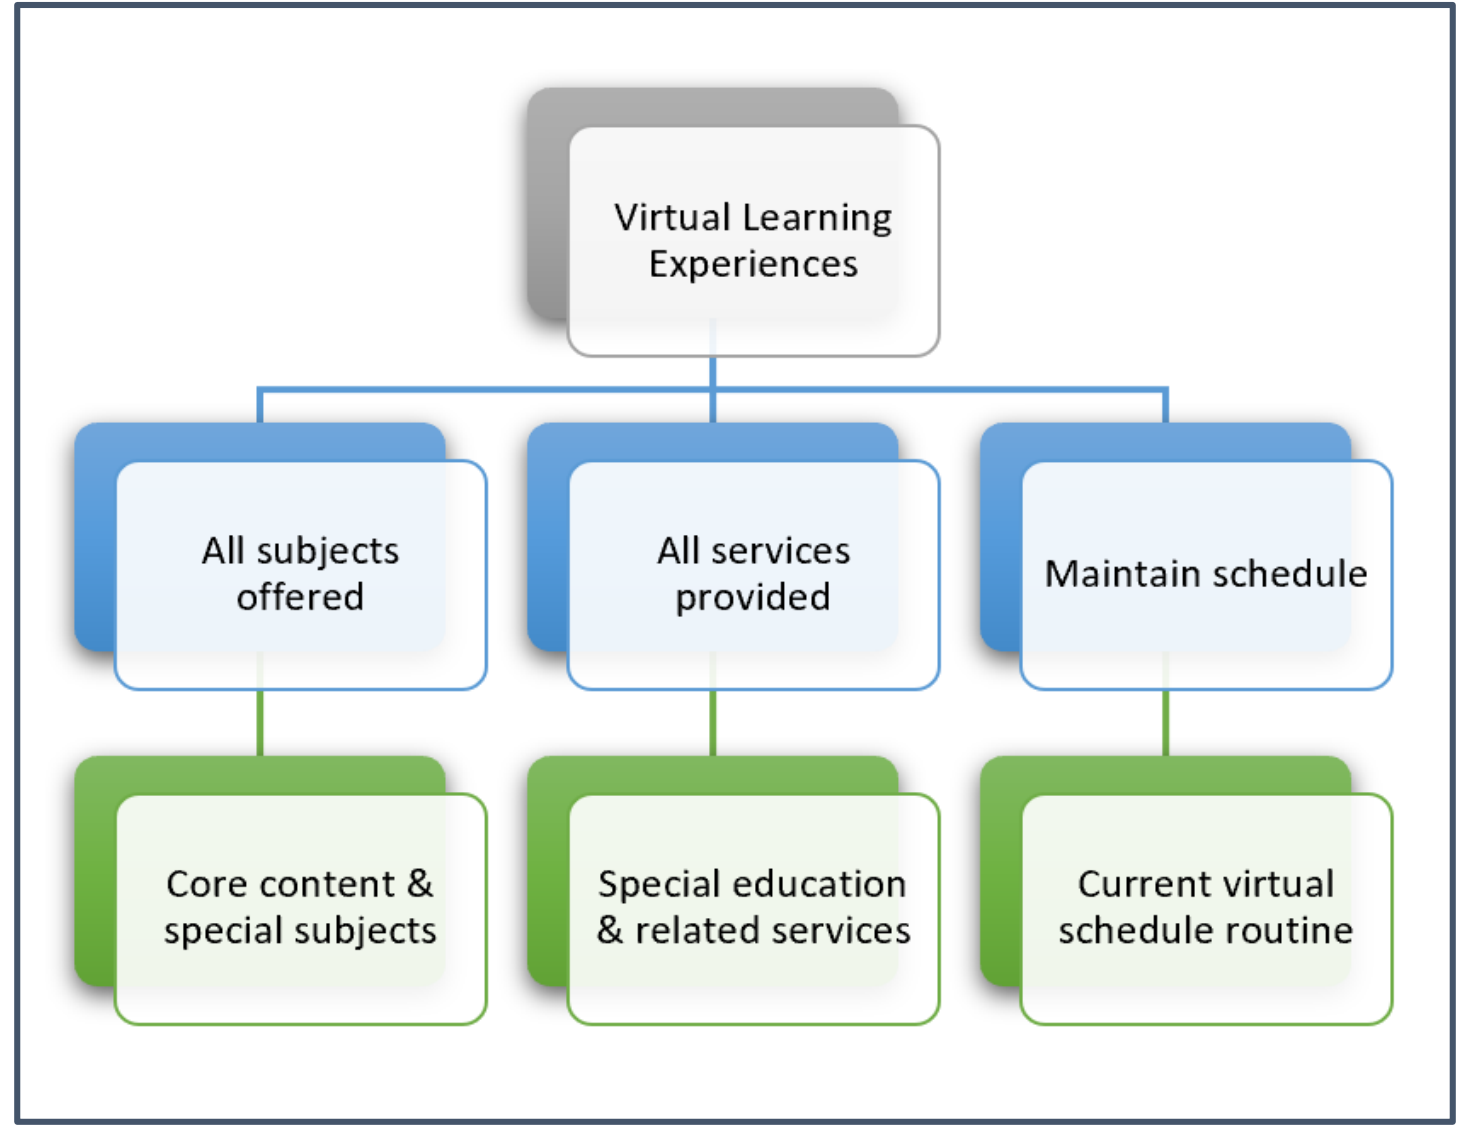 Virtual Learning
Experiences
All subjects
offered
All services
provided
Maintain schedule
Core content &
special subjects
Special education
& related services
Current virtual
schedule routine